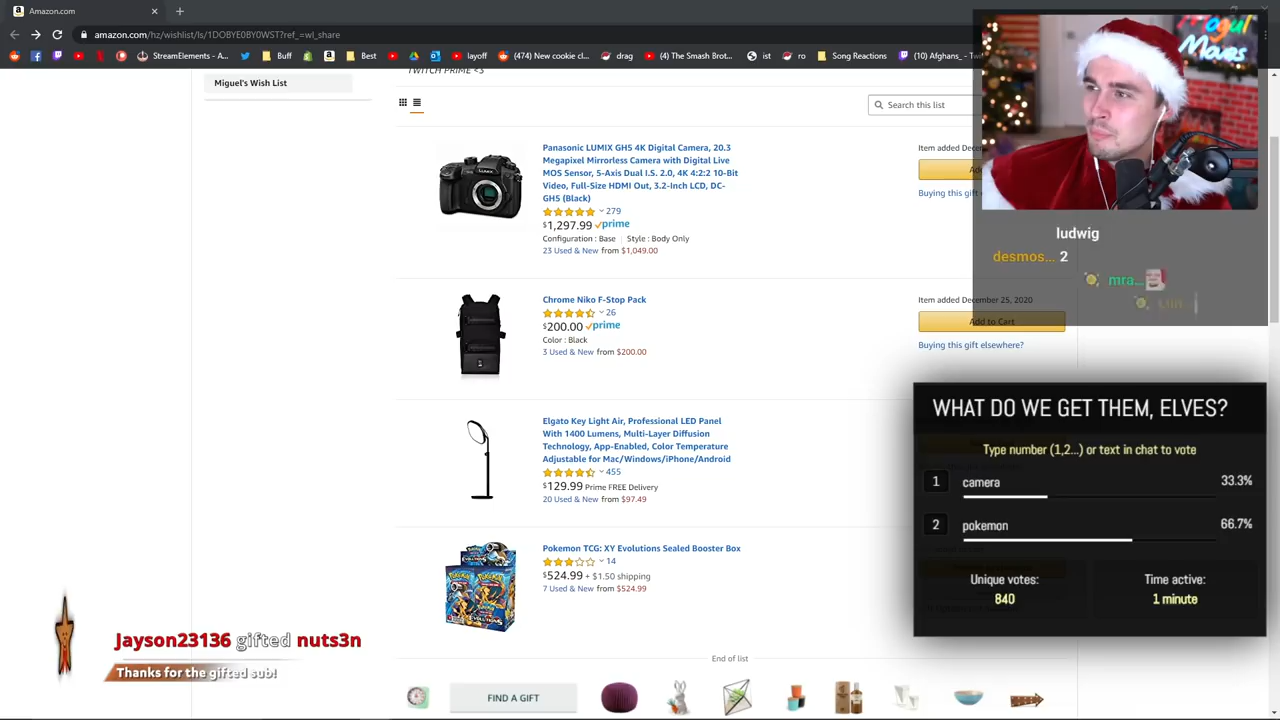 Amazon.com
amazon.com/hz/wishlist/ls/1DOBYE0BY0WST?ref_=wl_share
StreamElements - A... Best layoff (474) New cookie cl... drag (4) The Smash Brot... ist ro Song Reactions (10) Afghans_ - Twi
Mogul
Moves
TWITCH PRIME <3
Miguel's Wish List
Search this list
Panasonic LUMIX GH5 4K Digital Camera, 20.3
Megapixel Mirrorless Camera with Digital Live
MOS Sensor, 5-Axis Dual I.S. 2.0, 4K 4:2:2 10-Bit
Video, Full-Size HDMI Out, 3.2-Inch LCD, DC-
GH5 (Black)
279
$1,297.99 prime
Configuration : Base | Style : Body Only
23 Used & New from $1,049.00
Item added Dece
Buying this gift
ludwig
desmos... 2
mra...
Chrome Niko F-Stop Pack
26
$200.00 prime
Color : Black
3 Used & New from $200.00
Item added December 25, 2020
Add to Cart
Buying this gift elsewhere?
Elgato Key Light Air, Professional LED Panel
With 1400 Lumens, Multi-Layer Diffusion
Technology, App-Enabled, Color Temperature
Adjustable for Mac/Windows/iPhone/Android
455
$129.99 Prime FREE Delivery
20 Used & New from $97.49
Pokemon TCG: XY Evolutions Sealed Booster Box
14
$524.99 + $1.50 shipping
7 Used & New from $524.99
End of list
FIND A GIFT
WHAT DO WE GET THEM, ELVES?
Type number (1,2...) or text in chat to vote
1 camera 33.3%
2 pokemon 66.7%
Unique votes:
840
Time active:
1 minute
Jayson23136 gifted nuts3n
Thanks for the gifted sub!